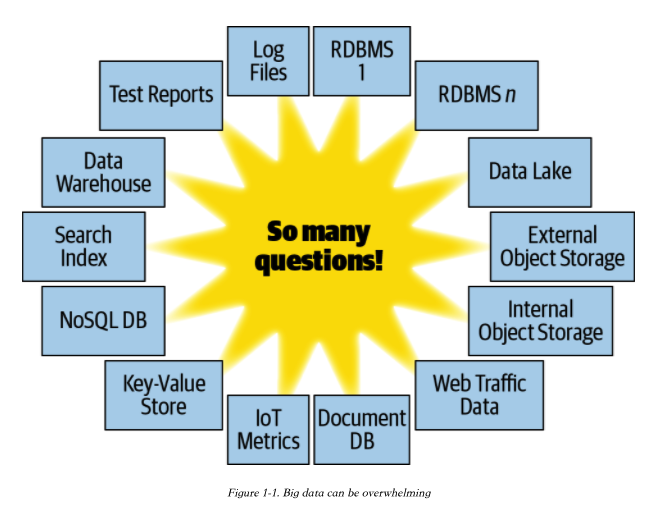 Log
Files
RDBMS
1
Test Reports
RDBMS n
Data
Warehouse
Data Lake
Search
Index
So many
questions!
External
Object Storage
NoSQL DB
Internal
Object Storage
Key-Value
Store
Web Traffic
Data
IoT
Metrics
Document
DB
Figure 1-1. Big data can be overwhelming